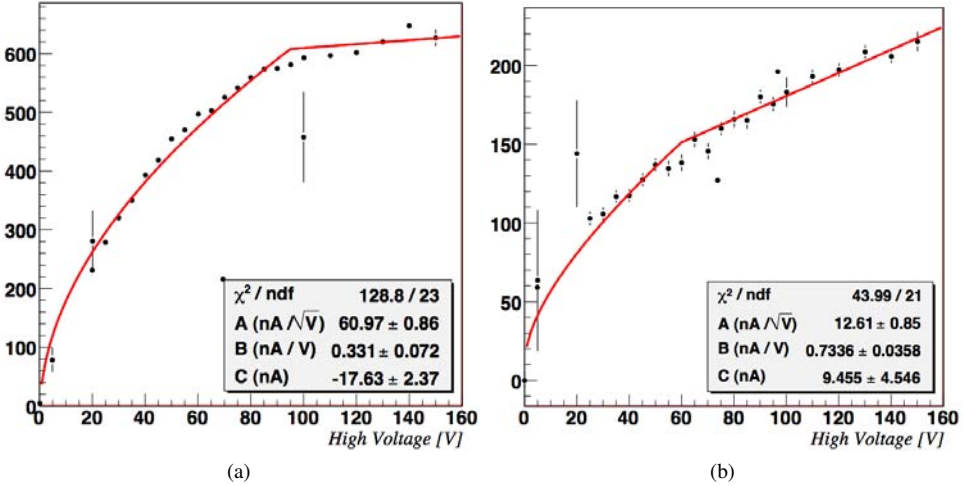 600
500
400
300
200
100
0
0 20 40 60 80 100 120 140 160
High Voltage [V]
χ² / ndf 128.8 / 23
A (nA /√V) 60.97 ± 0.86
B (nA / V) 0.331 ± 0.072
C (nA) -17.63 ± 2.37
(a)
200
150
100
50
0
0 20 40 60 80 100 120 140 160
High Voltage [V]
χ² / ndf 43.99 / 21
A (nA /√V) 12.61 ± 0.85
B (nA / V) 0.7336 ± 0.0358
C (nA) 9.455 ± 4.546
(b)